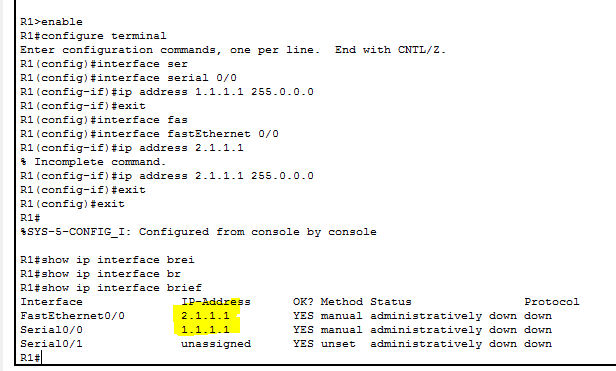 R1>enable
R1#configure terminal
Enter configuration commands, one per line.  End with CNTL/Z.
R1(config)#interface ser
R1(config)#interface serial 0/0
R1(config-if)#ip address 1.1.1.1 255.0.0.0
R1(config-if)#exit
R1(config)#interface fas
R1(config)#interface fastEthernet 0/0
R1(config-if)#ip address 2.1.1.1
% Incomplete command.
R1(config-if)#ip address 2.1.1.1 255.0.0.0
R1(config-if)#exit
R1(config)#exit
R1#
%SYS-5-CONFIG_I: Configured from console by console
R1#show ip interface brei
R1#show ip interface br
R1#show ip interface brief
Interface              IP-Address      OK? Method Status                Protocol
FastEthernet0/0        2.1.1.1         YES manual administratively down down
Serial0/0              1.1.1.1         YES manual administratively down down
Serial0/1              unassigned      YES unset  administratively down down
R1#